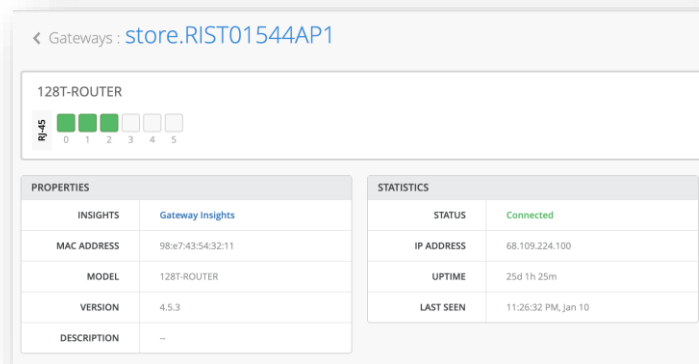 < Gateways : store.RIST01544AP1
128T-ROUTER
RJ-45
0 1 2 3 4 5
PROPERTIES
INSIGHTS Gateway Insights
MAC ADDRESS 98:e7:43:54:32:11
MODEL 128T-ROUTER
VERSION 4.5.3
DESCRIPTION --
STATISTICS
STATUS Connected
IP ADDRESS 68.109.224.100
UPTIME 25d 1h 25m
LAST SEEN 11:26:32 PM, Jan 10